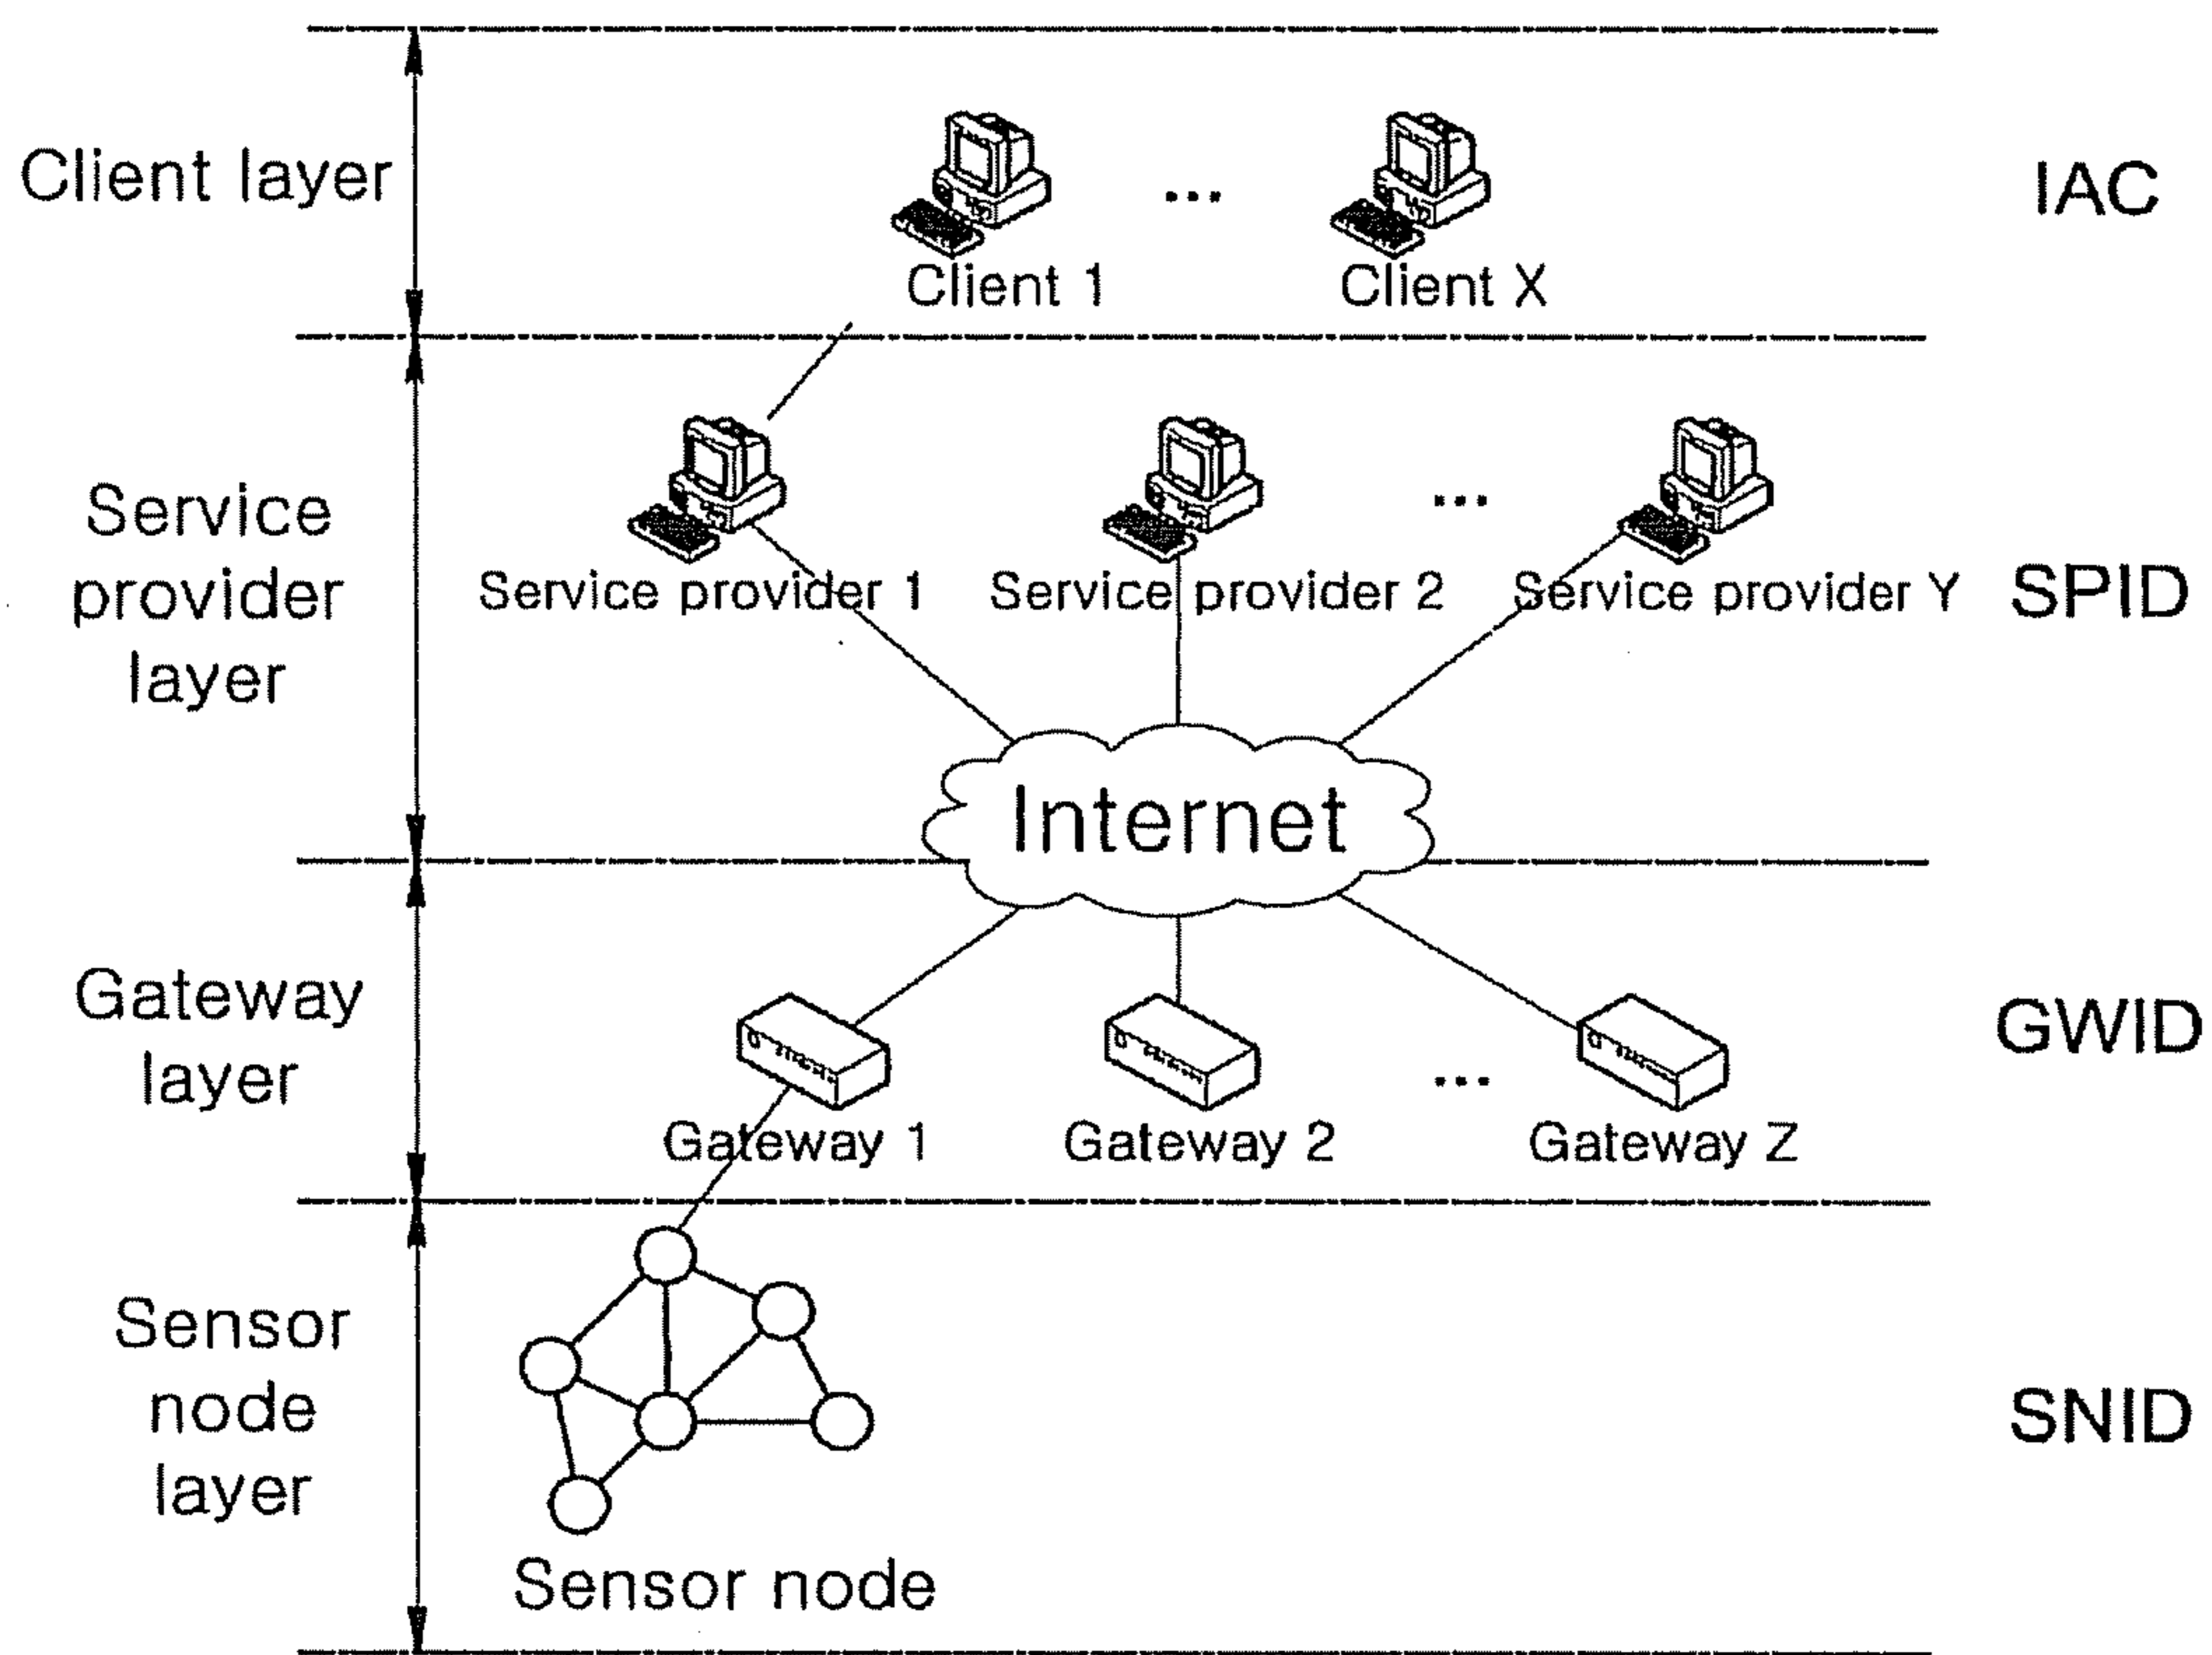 Client layer
...
IAC
Client 1
Client X
Service
provider
layer
...
Service provider 1
Service provider 2
Service provider Y
SPID
Internet
Gateway
layer
...
GWID
Gateway 1
Gateway 2
Gateway Z
Sensor
node
layer
SNID
Sensor node